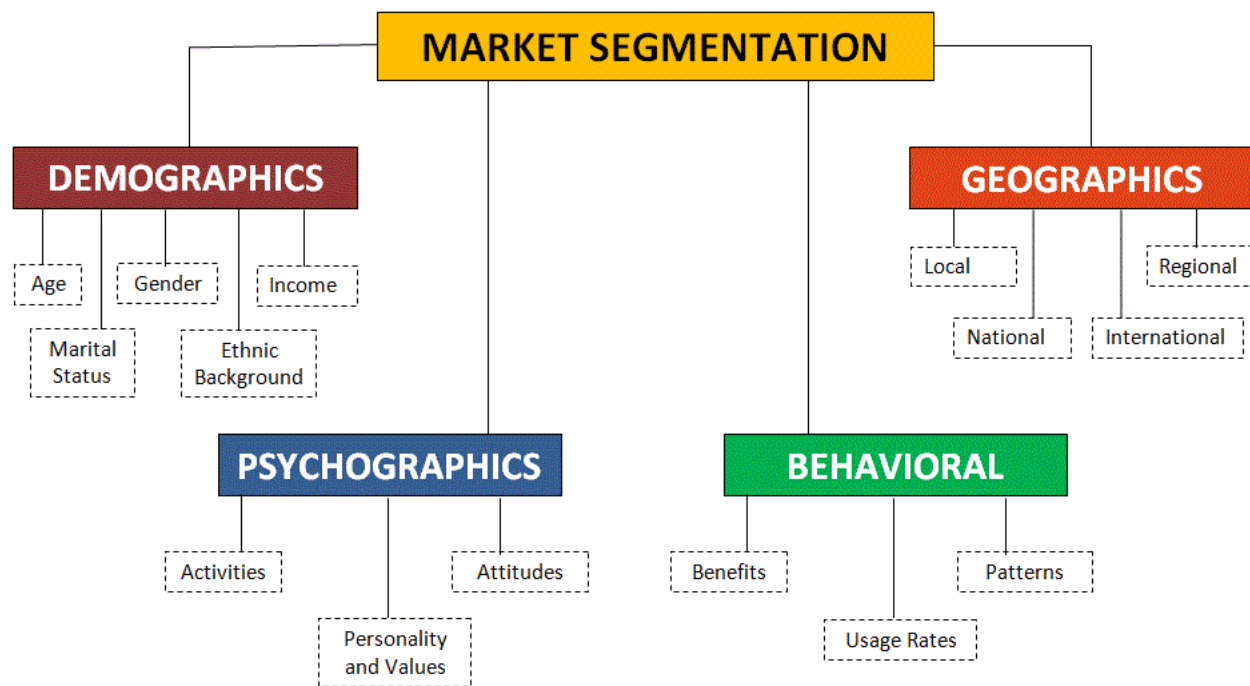 MARKET SEGMENTATION
DEMOGRAPHICS
GEOGRAPHICS
Age
Gender
Income
Local
Regional
Marital
Status
Ethnic
Background
National
International
PSYCHOGRAPHICS
BEHAVIORAL
Activities
Attitudes
Benefits
Patterns
Personality
and Values
Usage Rates